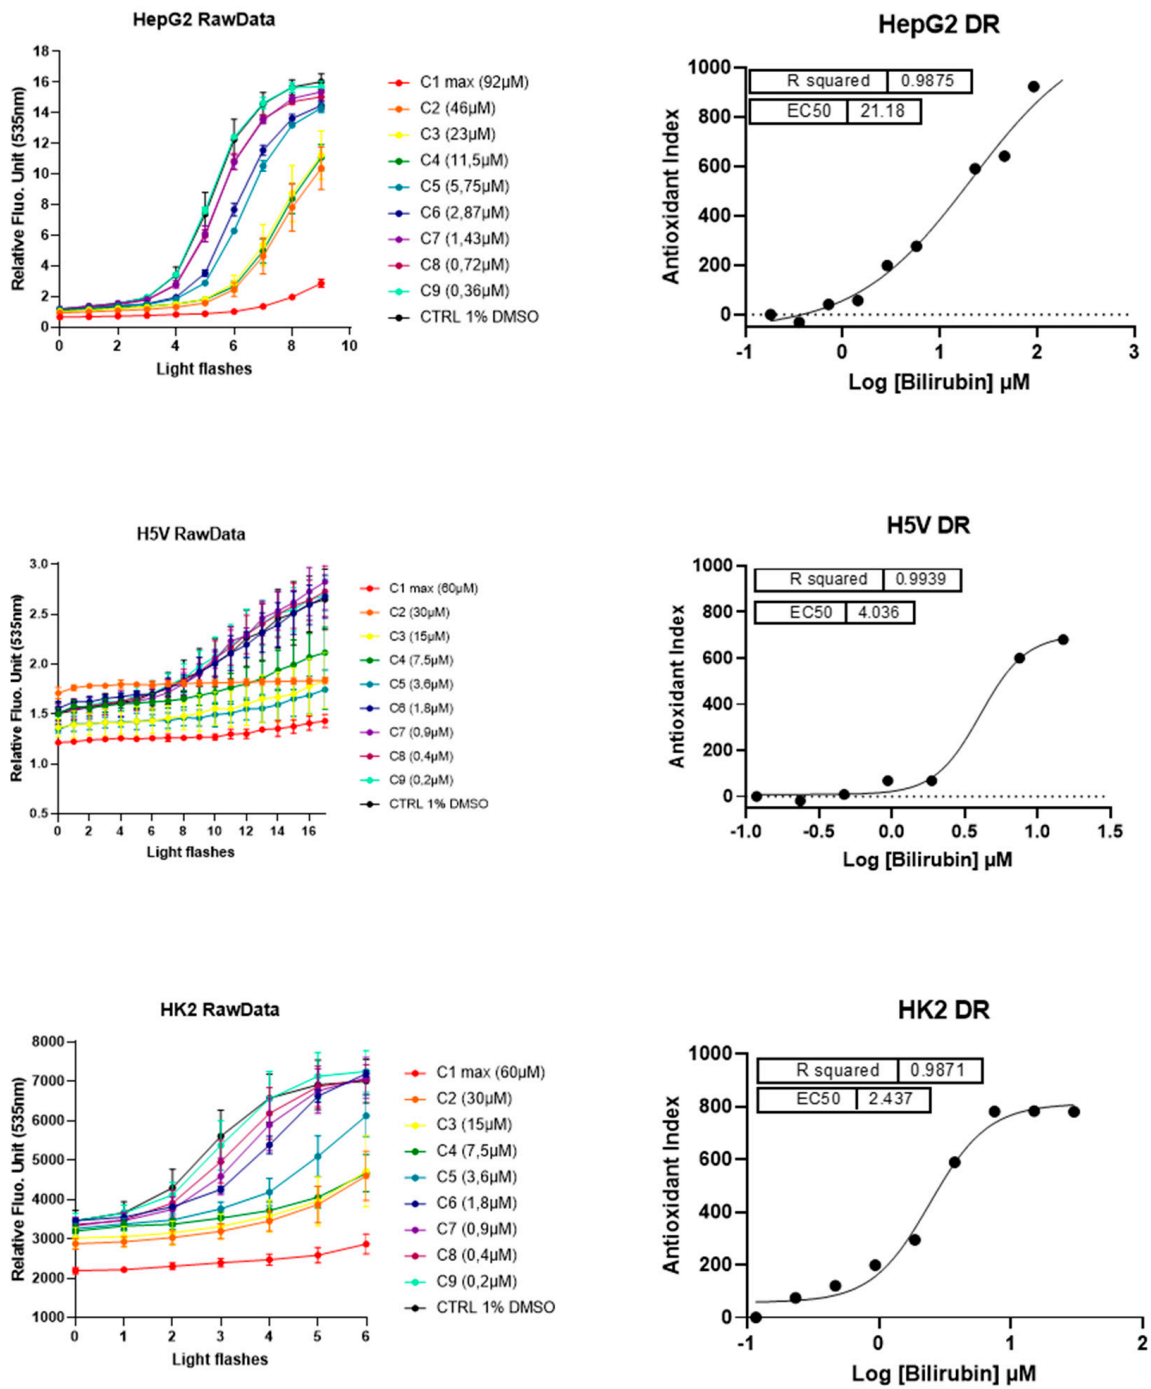 HepG2 RawData
Relative Fluo. Unit (535nm)
18
16
14
12
10
8
6
4
2
0
0 2 4 6 8 10
Light flashes
C1 max (92µM)
C2 (46µM)
C3 (23µM)
C4 (11,5µM)
C5 (5,75µM)
C6 (2,87µM)
C7 (1,43µM)
C8 (0,72µM)
C9 (0,36µM)
CTRL 1% DMSO
HepG2 DR
R squared 0.9875
EC50 21.18
Antioxidant Index
1000
800
600
400
200
0
-1 0 1 2 3
Log [Bilirubin] µM
H5V RawData
Relative Fluo. Unit (535nm)
3.0
2.5
2.0
1.5
1.0
0.5
0 2 4 6 8 10 12 14 16
Light flashes
C1 max (60µM)
C2 (30µM)
C3 (15µM)
C4 (7,5µM)
C5 (3,6µM)
C6 (1,8µM)
C7 (0,9µM)
C8 (0,4µM)
C9 (0,2µM)
CTRL 1% DMSO
H5V DR
R squared 0.9939
EC50 4.036
Antioxidant Index
1000
800
600
400
200
0
-1.0 -0.5 0.0 0.5 1.0 1.5
Log [Bilirubin] µM
HK2 RawData
Relative Fluo. Unit (535nm)
8000
7000
6000
5000
4000
3000
2000
1000
0 1 2 3 4 5 6
Light flashes
C1 max (60µM)
C2 (30µM)
C3 (15µM)
C4 (7,5µM)
C5 (3,6µM)
C6 (1,8µM)
C7 (0,9µM)
C8 (0,4µM)
C9 (0,2µM)
CTRL 1% DMSO
HK2 DR
R squared 0.9871
EC50 2.437
Antioxidant Index
1000
800
600
400
200
0
-1 0 1 2
Log [Bilirubin] µM